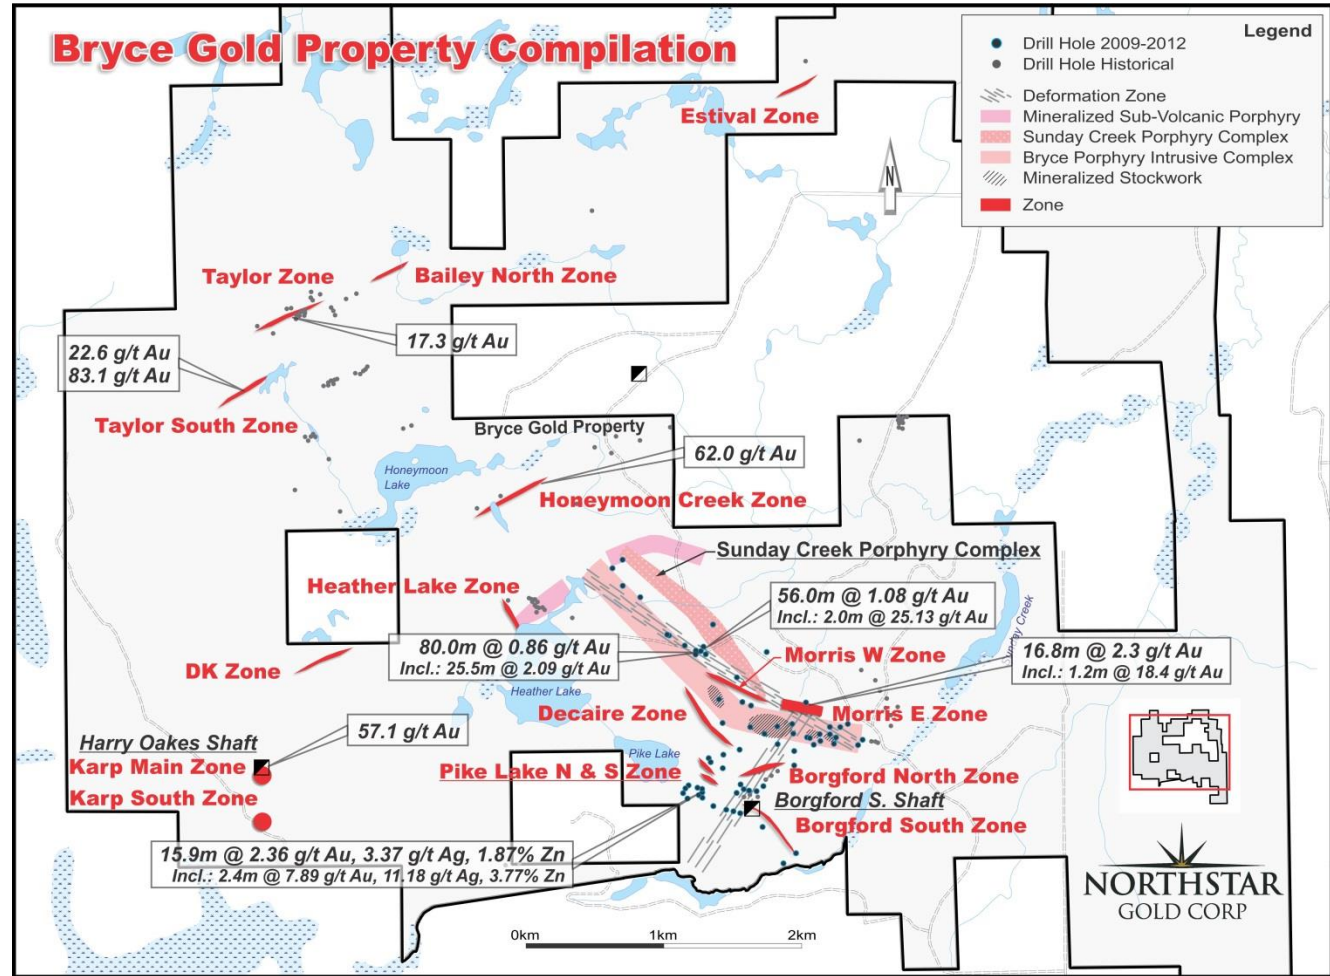 Bryce Gold Property Compilation
Legend
Drill Hole 2009-2012
Drill Hole Historical
Deformation Zone
Mineralized Sub-Volcanic Porphyry
Sunday Creek Porphyry Complex
Bryce Porphyry Intrusive Complex
Mineralized Stockwork
Zone
Estival Zone
N
Taylor Zone
Bailey North Zone
17.3 g/t Au
22.6 g/t Au
83.1 g/t Au
Taylor South Zone
Bryce Gold Property
62.0 g/t Au
Honeymoon
Lake
Honeymoon Creek Zone
Sunday Creek Porphyry Complex
Heather Lake Zone
56.0m @ 1.08 g/t Au
Incl.: 2.0m @ 25.13 g/t Au
80.0m @ 0.86 g/t Au
Incl.: 25.5m @ 2.09 g/t Au
Sunday Creek
16.8m @ 2.3 g/t Au
Incl.: 1.2m @ 18.4 g/t Au
Morris W Zone
DK Zone
Heather Lake
Decaire Zone
Morris E Zone
57.1 g/t Au
Harry Oakes Shaft
Karp Main Zone
Pike Lake
Pike Lake N & S Zone
Borgford North Zone
Karp South Zone
Borgford S. Shaft
Borgford South Zone
15.9m @ 2.36 g/t Au, 3.37 g/t Ag, 1.87% Zn
Incl.: 2.4m @ 7.89 g/t Au, 11.18 g/t Ag, 3.77% Zn
NORTHSTAR
GOLD CORP
0km
1km
2km